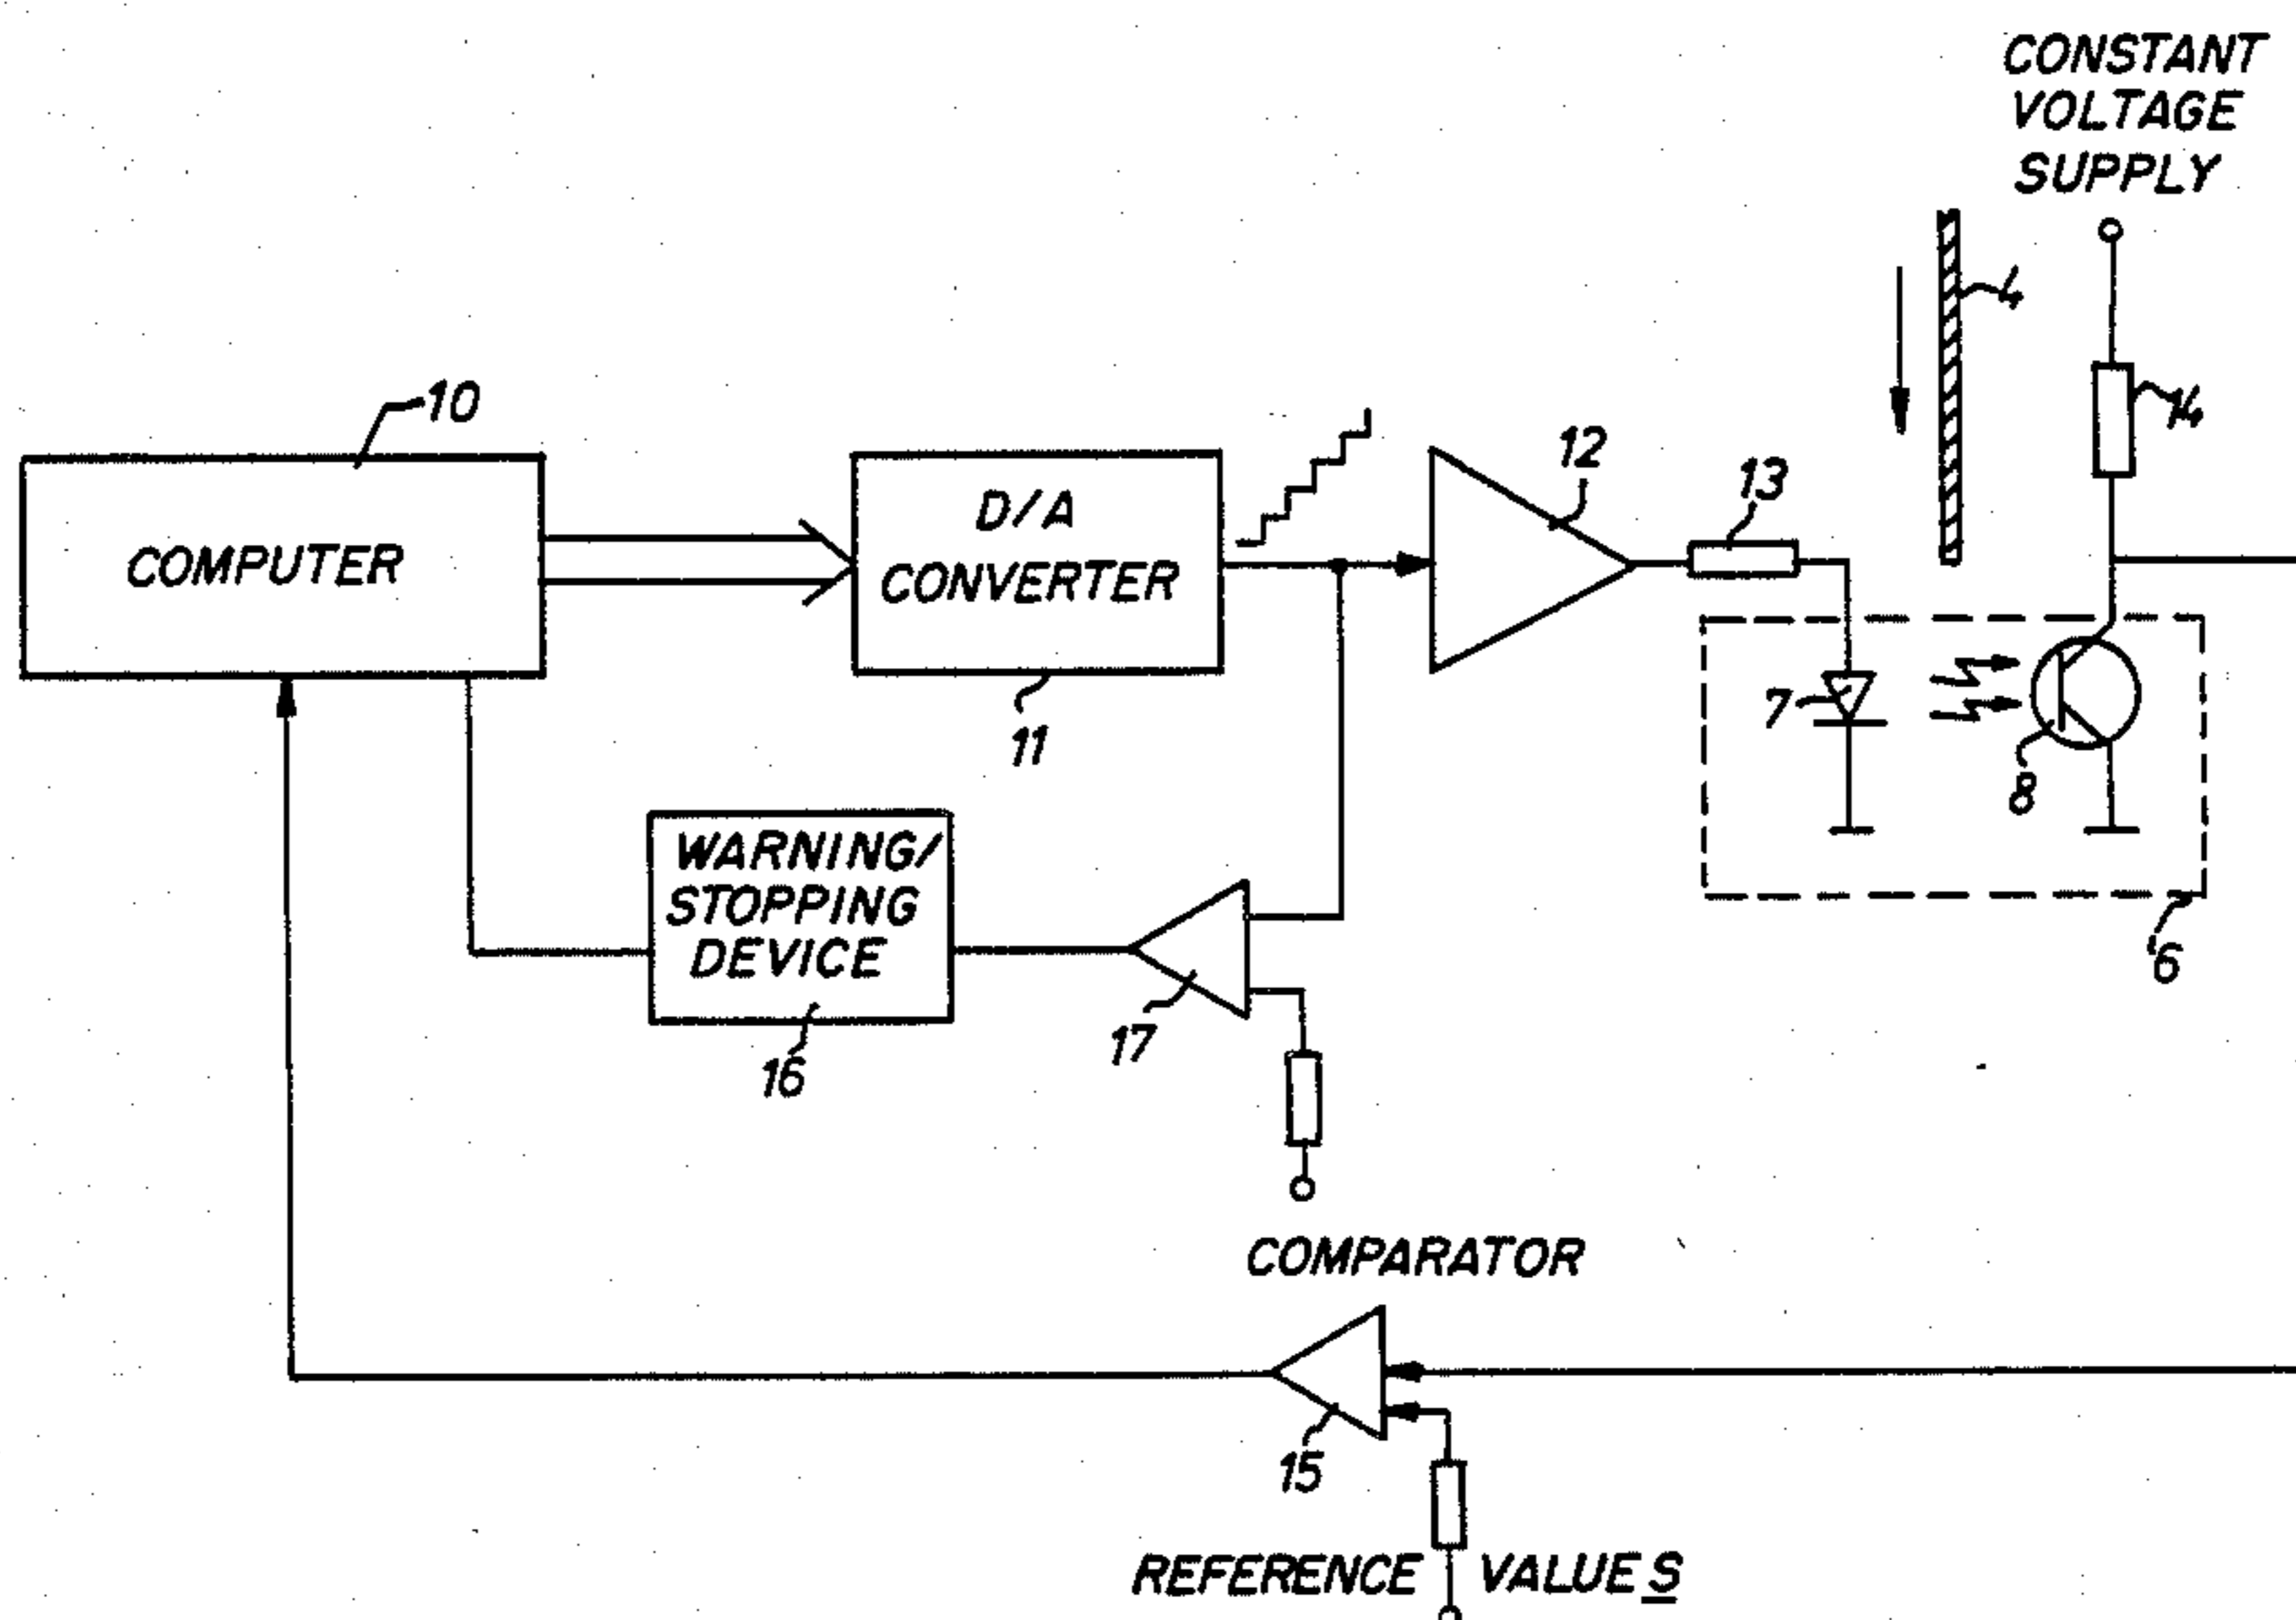 CONSTANT
VOLTAGE
SUPPLY
4
10
14
12
13
D/A
CONVERTER
COMPUTER
7
11
8
WARNING/
STOPPING
DEVICE
6
17
16
COMPARATOR
15
REFERENCE VALUE S